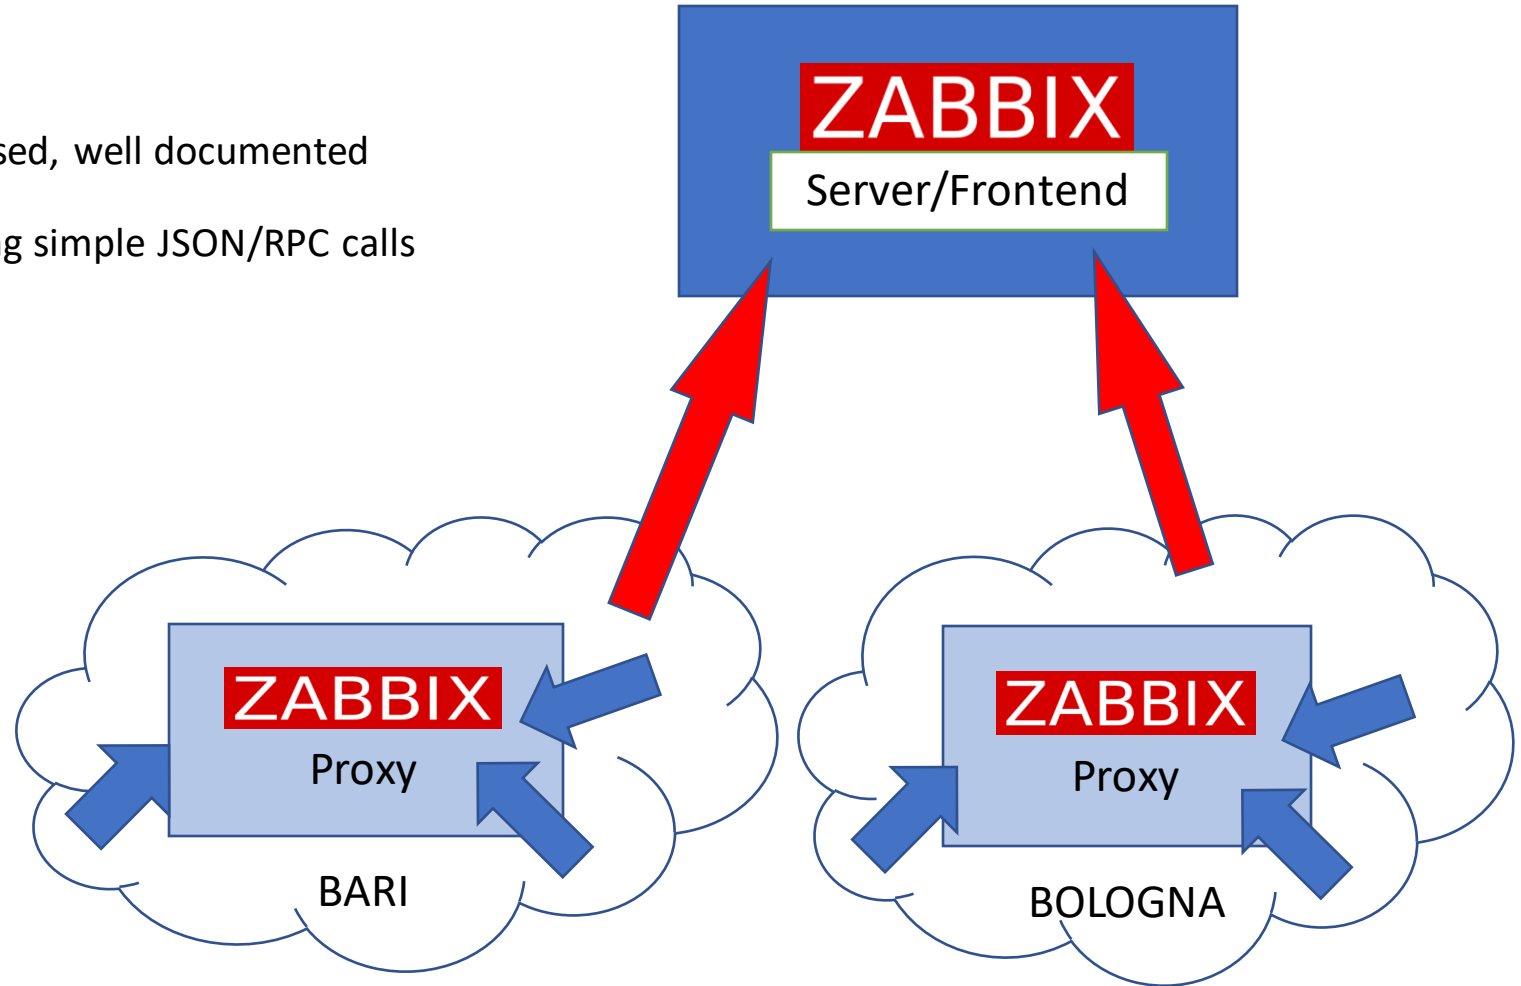 ZABBIX
Server/Frontend
sed, well documented
g simple JSON/RPC calls
ZABBIX
Proxy
BARI
ZABBIX
Proxy
BOLOGNA